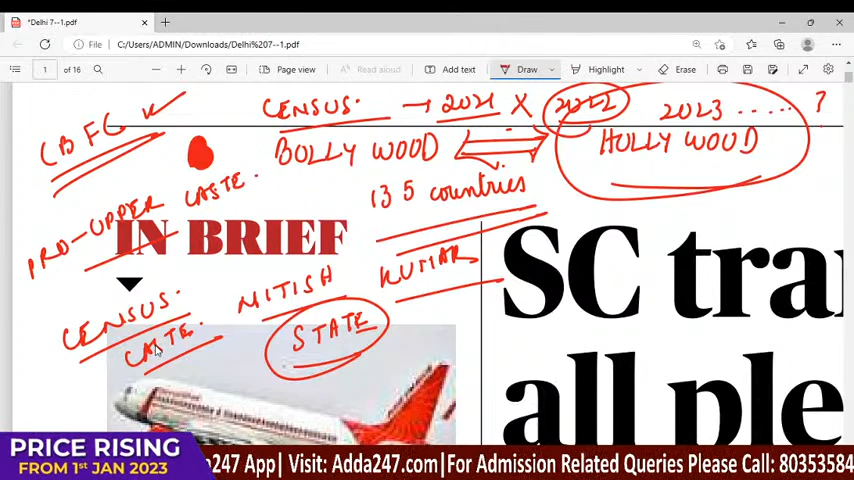 *Delhi 7--1.pdf
File C:/Users/ADMIN/Downloads/Delhi%207--1.pdf
1 of 16 Page view Read aloud Add text Draw Highlight Erase
CENSUS. → 2021 X 2022 2023 ..... ?
CBFC
BOLLY WOOD HOLLY WOOD
135 countries
PRO-UPPER CASTE.
IN BRIEF
SC tra
all ple
NITISH KUMAR
CENSUS.
CASTE.
STATE
PRICE RISING
FROM 1st JAN 2023
a247 App| Visit: Adda247.com|For Admission Related Queries Please Call: 80353584